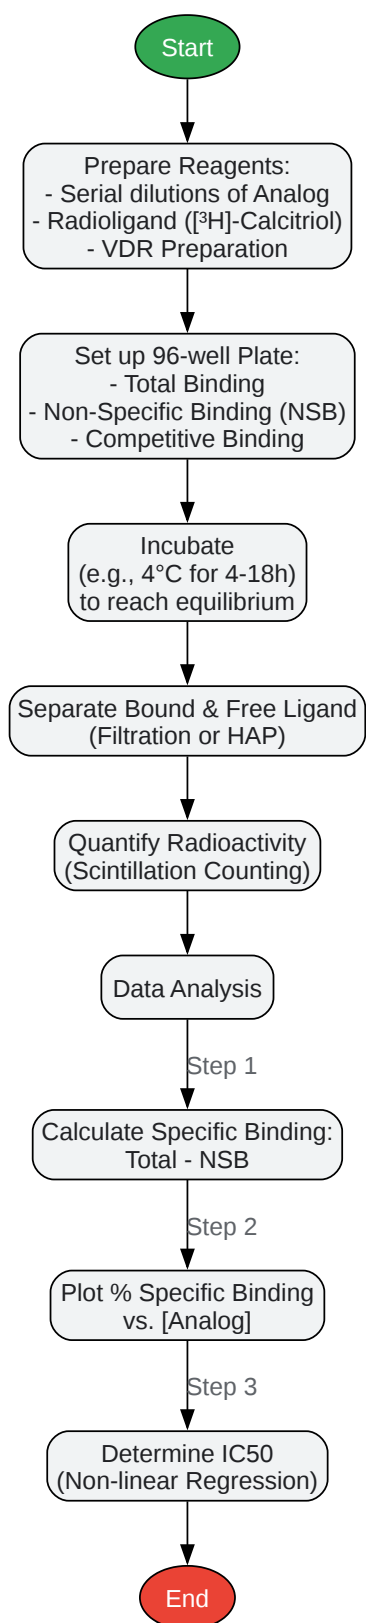 Start
Prepare Reagents:
- Serial dilutions of Analog
- Radioligand ([³H]-Calcitriol)
- VDR Preparation
Set up 96-well Plate:
- Total Binding
- Non-Specific Binding (NSB)
- Competitive Binding
Incubate
(e.g., 4°C for 4-18h)
to reach equilibrium
Separate Bound & Free Ligand
(Filtration or HAP)
Quantify Radioactivity
(Scintillation Counting)
Data Analysis
Step 1
Calculate Specific Binding:
Total - NSB
Step 2
Plot % Specific Binding
vs. [Analog]
Step 3
Determine IC50
(Non-linear Regression)
End